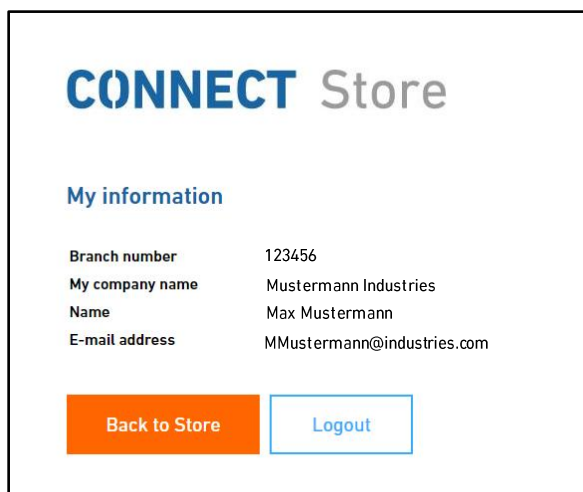 CONNECT Store
My information
Branch number 123456
My company name Mustermann Industries
Name Max Mustermann
E-mail address MMustermann@industries.com
Back to Store Logout